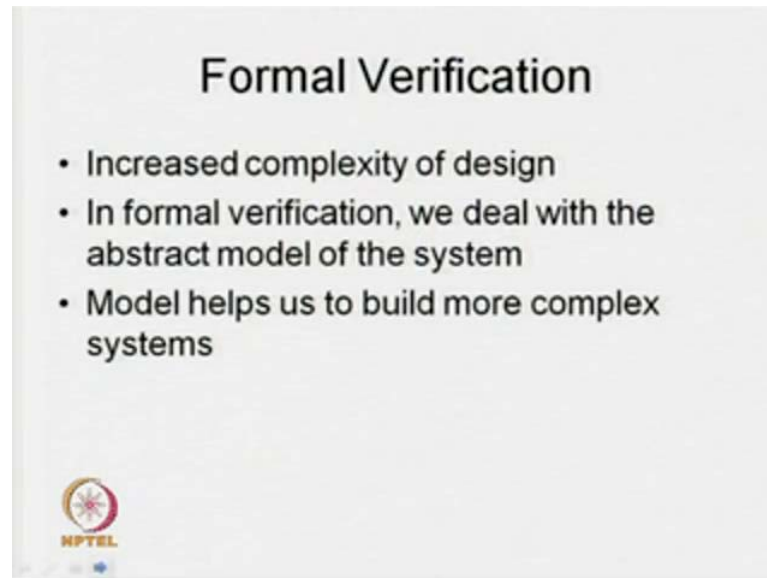 Formal Verification
• Increased complexity of design
• In formal verification, we deal with the
abstract model of the system
• Model helps us to build more complex
systems
NPTEL